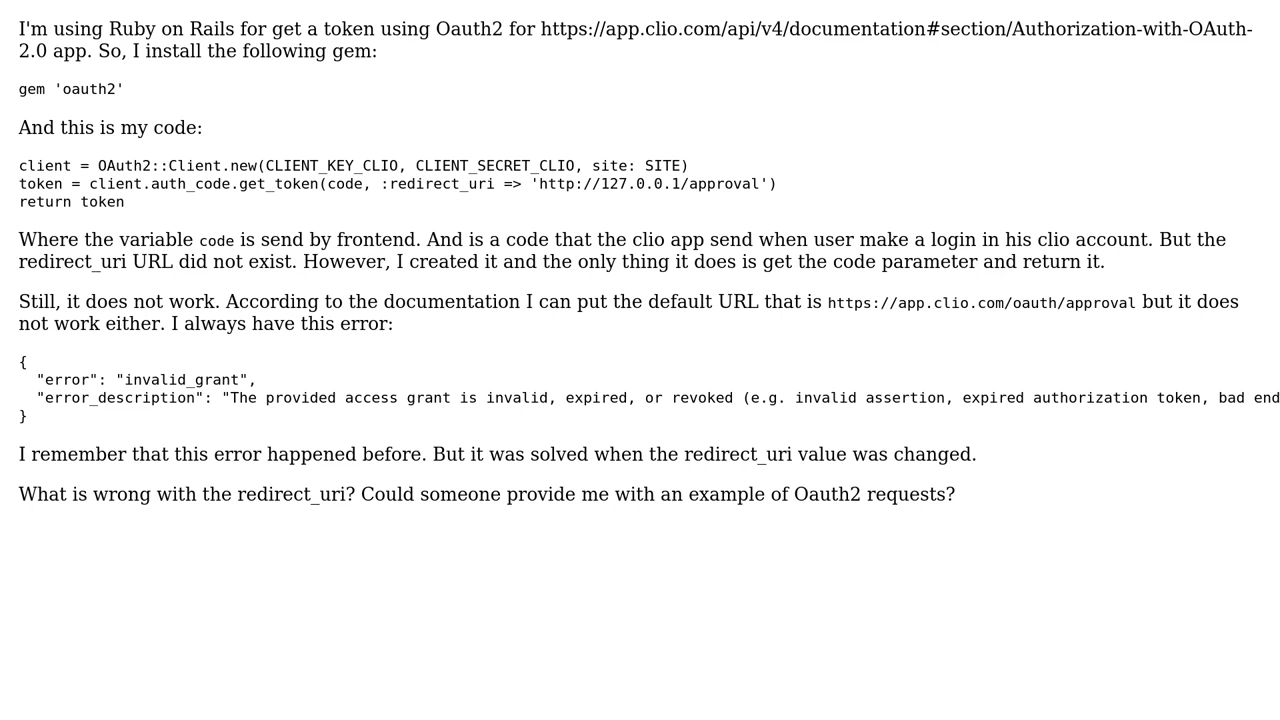 I'm using Ruby on Rails for get a token using Oauth2 for https://app.clio.com/api/v4/documentation#section/Authorization-with-OAuth-
2.0 app. So, I install the following gem:
gem 'oauth2'
And this is my code:
client = OAuth2::Client.new(CLIENT_KEY_CLIO, CLIENT_SECRET_CLIO, site: SITE)
token = client.auth_code.get_token(code, :redirect_uri => 'http://127.0.0.1/approval')
return token
Where the variable code is send by frontend. And is a code that the clio app send when user make a login in his clio account. But the
redirect_uri URL did not exist. However, I created it and the only thing it does is get the code parameter and return it.
Still, it does not work. According to the documentation I can put the default URL that is https://app.clio.com/oauth/approval but it does
not work either. I always have this error:
{
  "error": "invalid_grant",
  "error_description": "The provided access grant is invalid, expired, or revoked (e.g. invalid assertion, expired authorization token, bad end
}
I remember that this error happened before. But it was solved when the redirect_uri value was changed.
What is wrong with the redirect_uri? Could someone provide me with an example of Oauth2 requests?